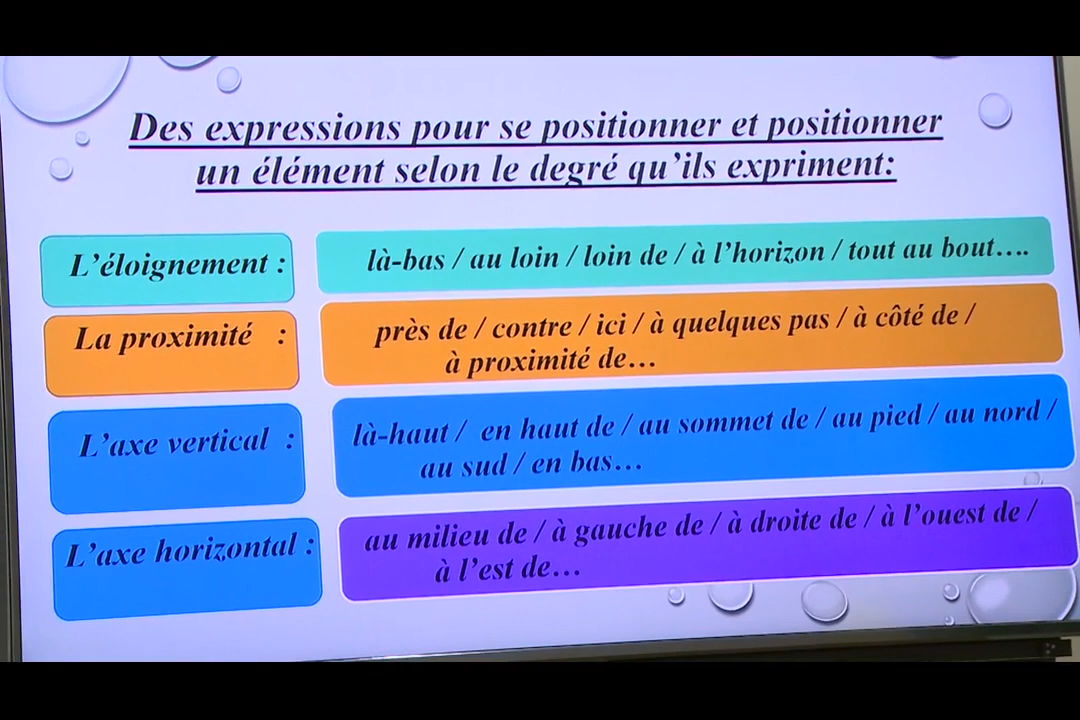 Des expressions pour se positionner et positionner
un élément selon le degré qu'ils expriment:
L'éloignement :
là-bas / au loin / loin de / à l'horizon / tout au bout….
La proximité :
près de / contre / ici / à quelques pas / à côté de /
à proximité de…
L'axe vertical :
là-haut / en haut de / au sommet de / au pied / au nord /
au sud / en bas…
L'axe horizontal :
au milieu de / à gauche de / à droite de / à l'ouest de /
à l'est de…